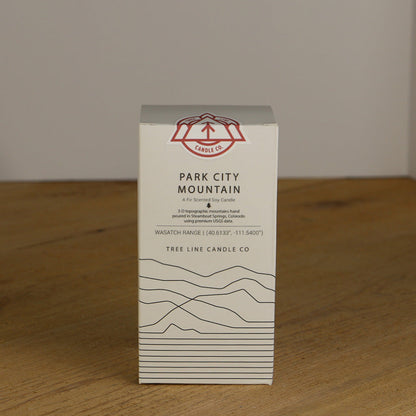 CANDLE CO.
PARK CITY
MOUNTAIN
A Fir Scented Soy Candle
3-D topographic mountains hand
poured in Steamboat Springs, Colorado
using premium USGS data.
WASATCH RANGE | (40.6133°, -111.5400°)
TREE LINE CANDLE CO